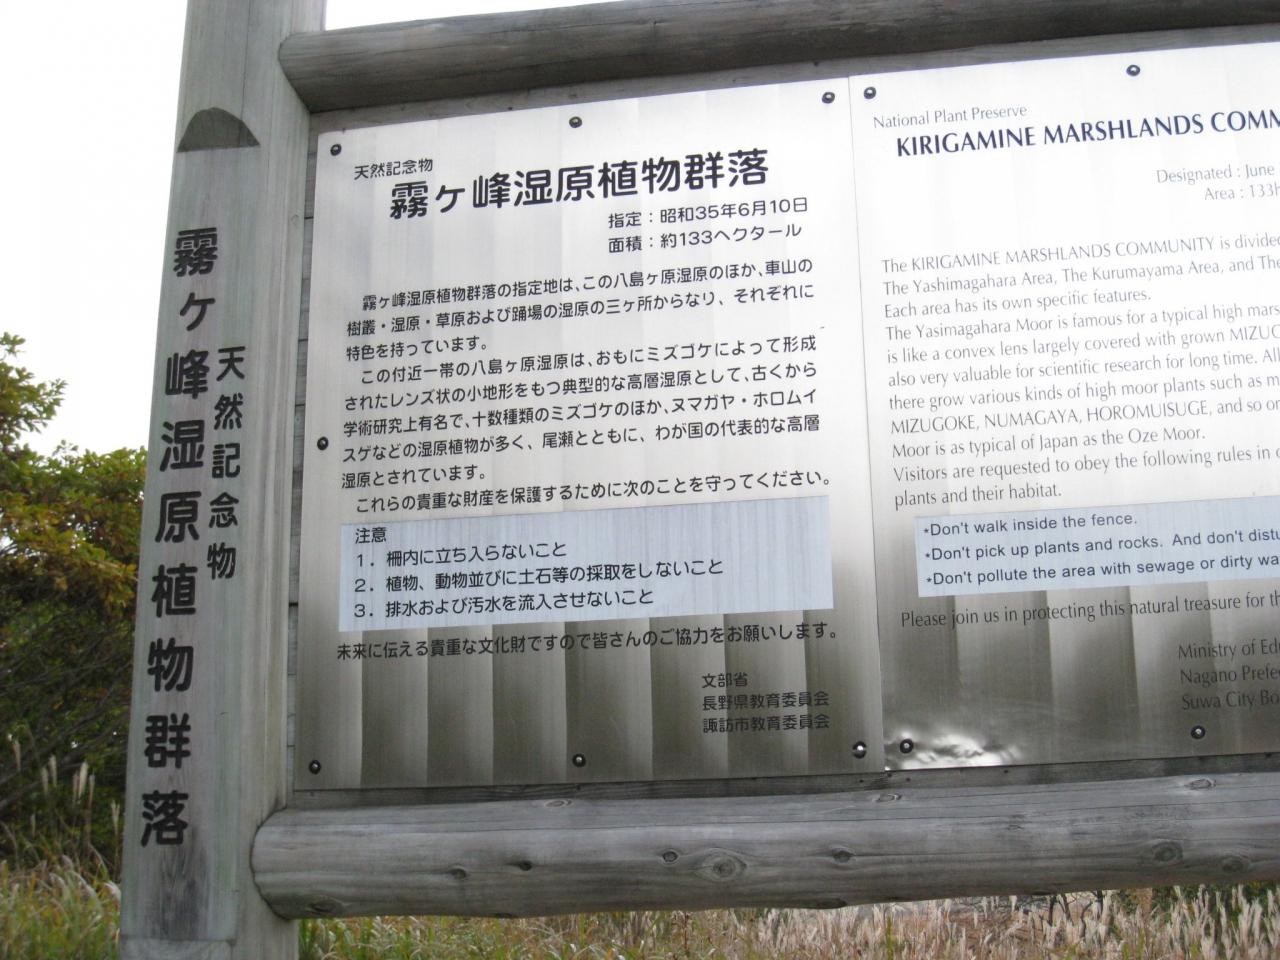 霧ヶ峰湿原植物群落
天然記念物
天然記念物
霧ヶ峰湿原植物群落
指定：昭和35年6月10日
面積：約133ヘクタール
霧ヶ峰湿原植物群落の指定地は、この八島ヶ原湿原のほか、車山の
樹叢・湿原・草原および踊場の湿原の三ヶ所からなり、それぞれに
特色を持っています。
この付近一帯の八島ヶ原湿原は、おもにミズゴケによって形成
されたレンズ状の小地形をもつ典型的な高層湿原として、古くから
学術研究上有名で、十数種類のミズゴケのほか、ヌマガヤ・ホロムイ
スゲなどの湿原植物が多く、尾瀬とともに、わが国の代表的な高層
湿原とされています。
これらの貴重な財産を保護するために次のことを守ってください。
注意
1．柵内に立ち入らないこと
2．植物、動物並びに土石等の採取をしないこと
3．排水および汚水を流入させないこと
未来に伝える貴重な文化財ですので皆さんのご協力をお願いします。
文部省
長野県教育委員会
諏訪市教育委員会
National Plant Preserve
KIRIGAMINE MARSHLANDS COMM
Designated : June
Area : 133h
The KIRIGAMINE MARSHLANDS COMMUNITY is divided
The Yashimagahara Area, The Kurumayama Area, and The
Each area has its own specific features.
The Yasimagahara Moor is famous for a typical high mars
is like a convex lens largely covered with grown MIZUG
also very valuable for scientific research for long time. All
there grow various kinds of high moor plants such as m
MIZUGOKE, NUMAGAYA, HOROMUISUGE, and so on
Moor is as typical of Japan as the Oze Moor.
Visitors are requested to obey the following rules in o
plants and their habitat.
*Don't walk inside the fence.
*Don't pick up plants and rocks. And don't distu
*Don't pollute the area with sewage or dirty wa
Please join us in protecting this natural treasure for th
Ministry of Edu
Nagano Prefec
Suwa City Bo